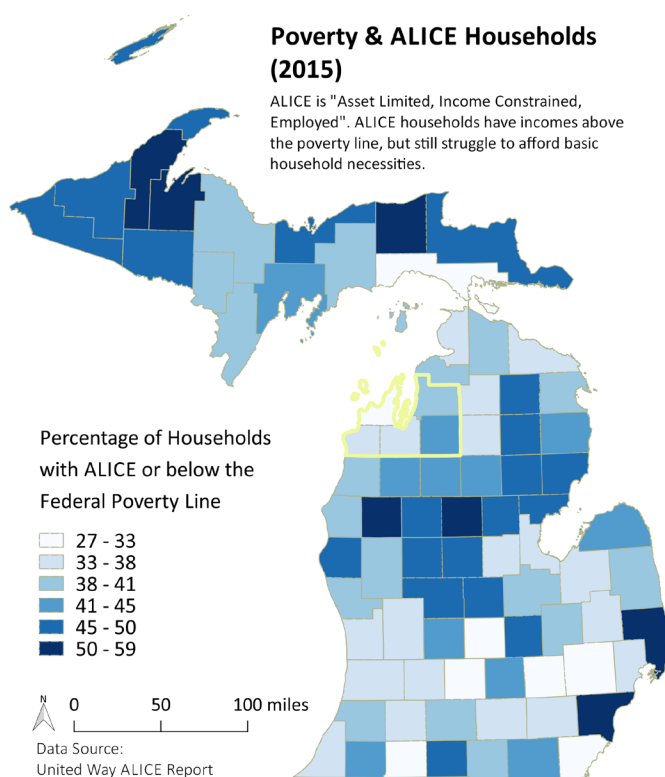 Poverty & ALICE Households
(2015)
ALICE is "Asset Limited, Income Constrained,
Employed". ALICE households have incomes above
the poverty line, but still struggle to afford basic
household necessities.
Percentage of Households
with ALICE or below the
Federal Poverty Line
27 - 33
33 - 38
38 - 41
41 - 45
45 - 50
50 - 59
N
0 50 100 miles
Data Source:
United Way ALICE Report